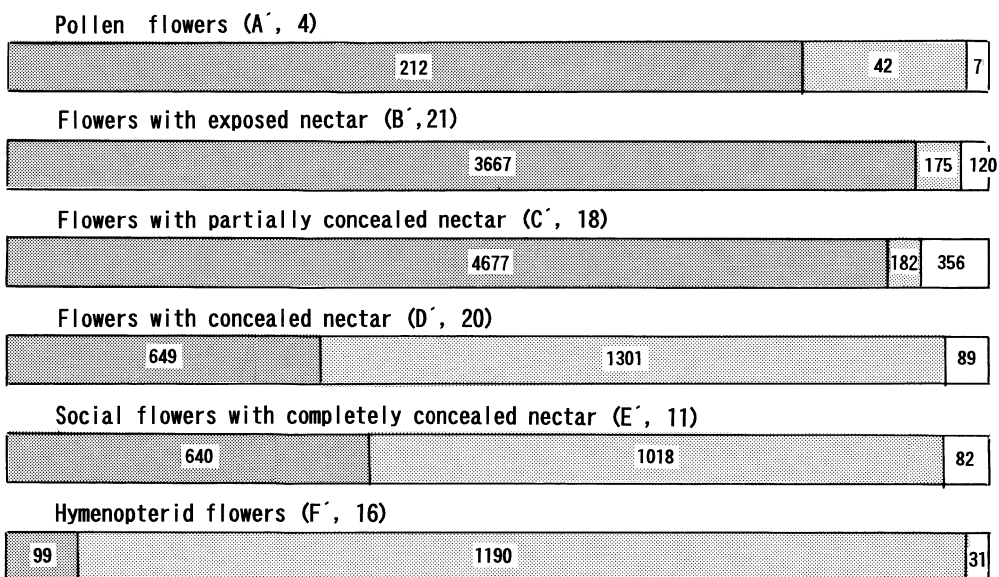 Pollen flowers (A´, 4)
212 42 7
Flowers with exposed nectar (B´,21)
3667 175 120
Flowers with partially concealed nectar (C´, 18)
4677 182 356
Flowers with concealed nectar (D´, 20)
649 1301 89
Social flowers with completely concealed nectar (E´, 11)
640 1018 82
Hymenopterid flowers (F´, 16)
99 1190 31